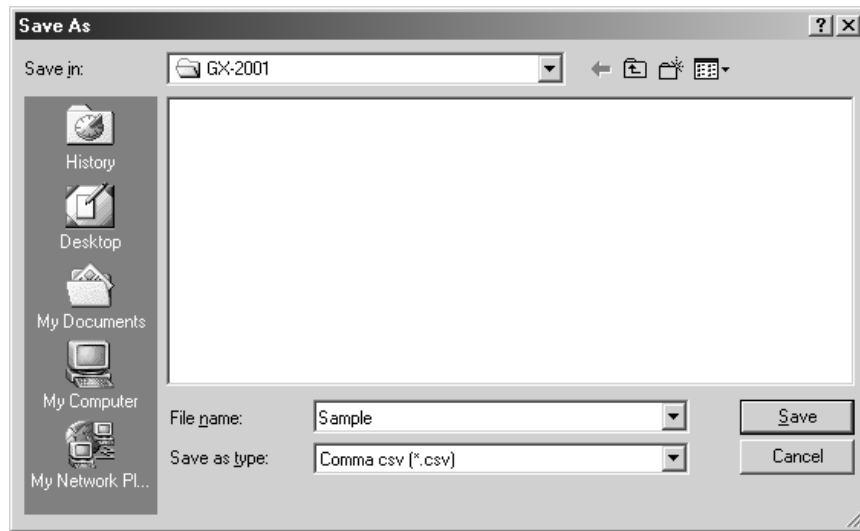 Save As
Save in:
GX-2001
History
Desktop
My Documents
My Computer
My Network Pl...
File name:
Sample
Save
Save as type:
Comma csv (*.csv)
Cancel